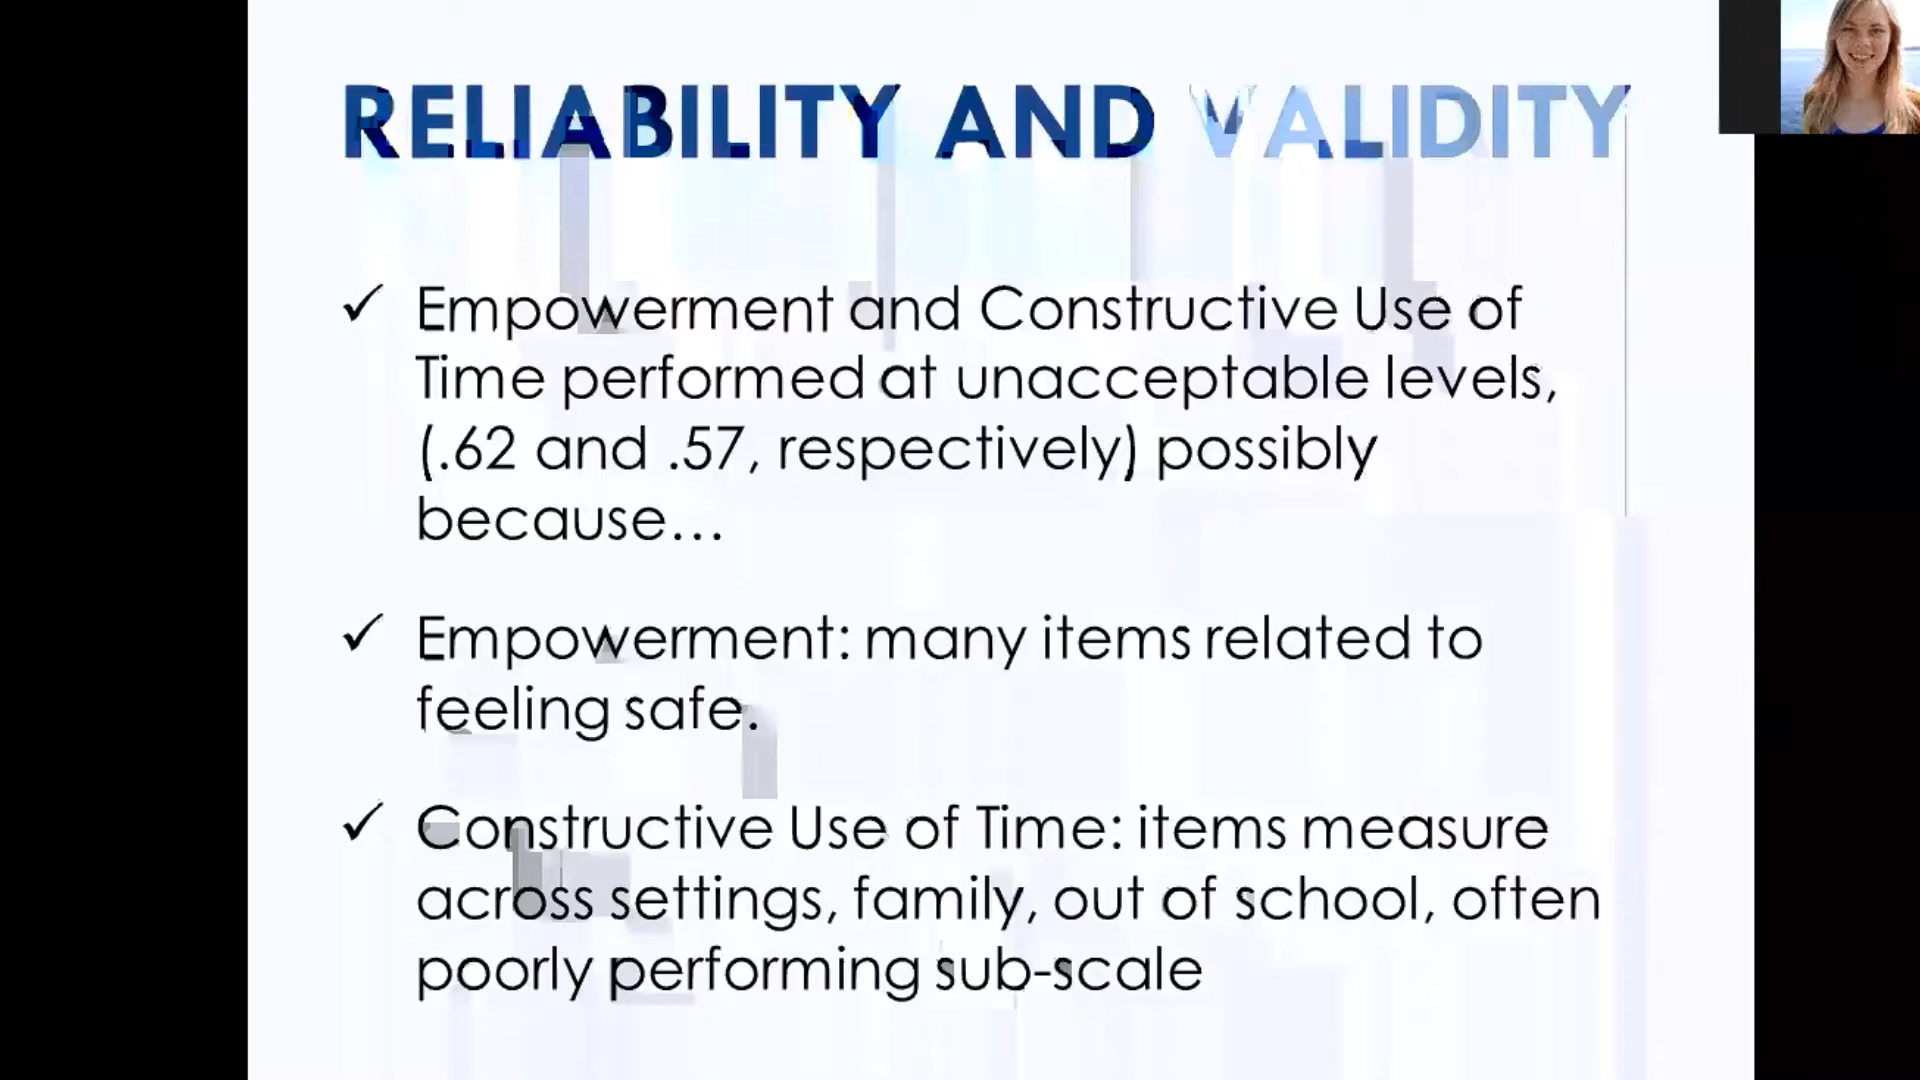 RELIABILITY AND VALIDITY
✓ Empowerment and Constructive Use of
Time performed at unacceptable levels,
(.62 and .57, respectively) possibly
because…
✓ Empowerment: many items related to
feeling safe.
✓ Constructive Use of Time: items measure
across settings, family, out of school, often
poorly performing sub-scale